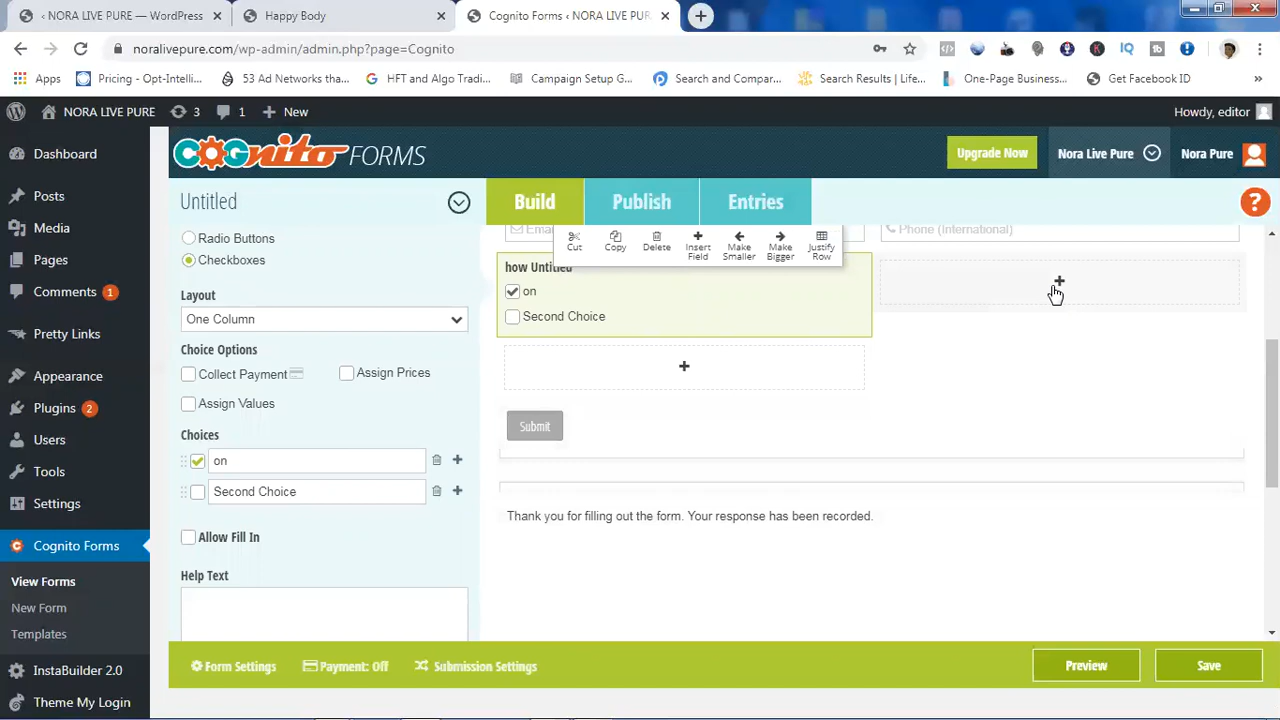 ‹ NORA LIVE PURE — WordPress
Happy Body
Cognito Forms ‹ NORA LIVE PURE
noralivepure.com/wp-admin/admin.php?page=Cognito
Apps
Pricing - Opt-Intelli...
53 Ad Networks tha...
HFT and Algo Tradi...
Campaign Setup G...
Search and Compar...
Search Results | Life...
One-Page Business...
Get Facebook ID
»
NORA LIVE PURE
3
1
New
Howdy, editor
Dashboard
Posts
Media
Pages
Comments 1
Pretty Links
Appearance
Plugins 2
Users
Tools
Settings
Cognito Forms
View Forms
New Form
Templates
InstaBuilder 2.0
Theme My Login
COGnito FORMS
Upgrade Now
Nora Live Pure
Nora Pure
Untitled
Build
Publish
Entries
?
Radio Buttons
Checkboxes
Layout
One Column
Choice Options
Collect Payment
Assign Prices
Assign Values
Choices
on
Second Choice
Allow Fill In
Help Text
Email
Phone (International)
Cut
Copy
Delete
Insert Field
Make Smaller
Make Bigger
Justify Row
how Untitled
on
Second Choice
Submit
Thank you for filling out the form. Your response has been recorded.
Form Settings
Payment: Off
Submission Settings
Preview
Save